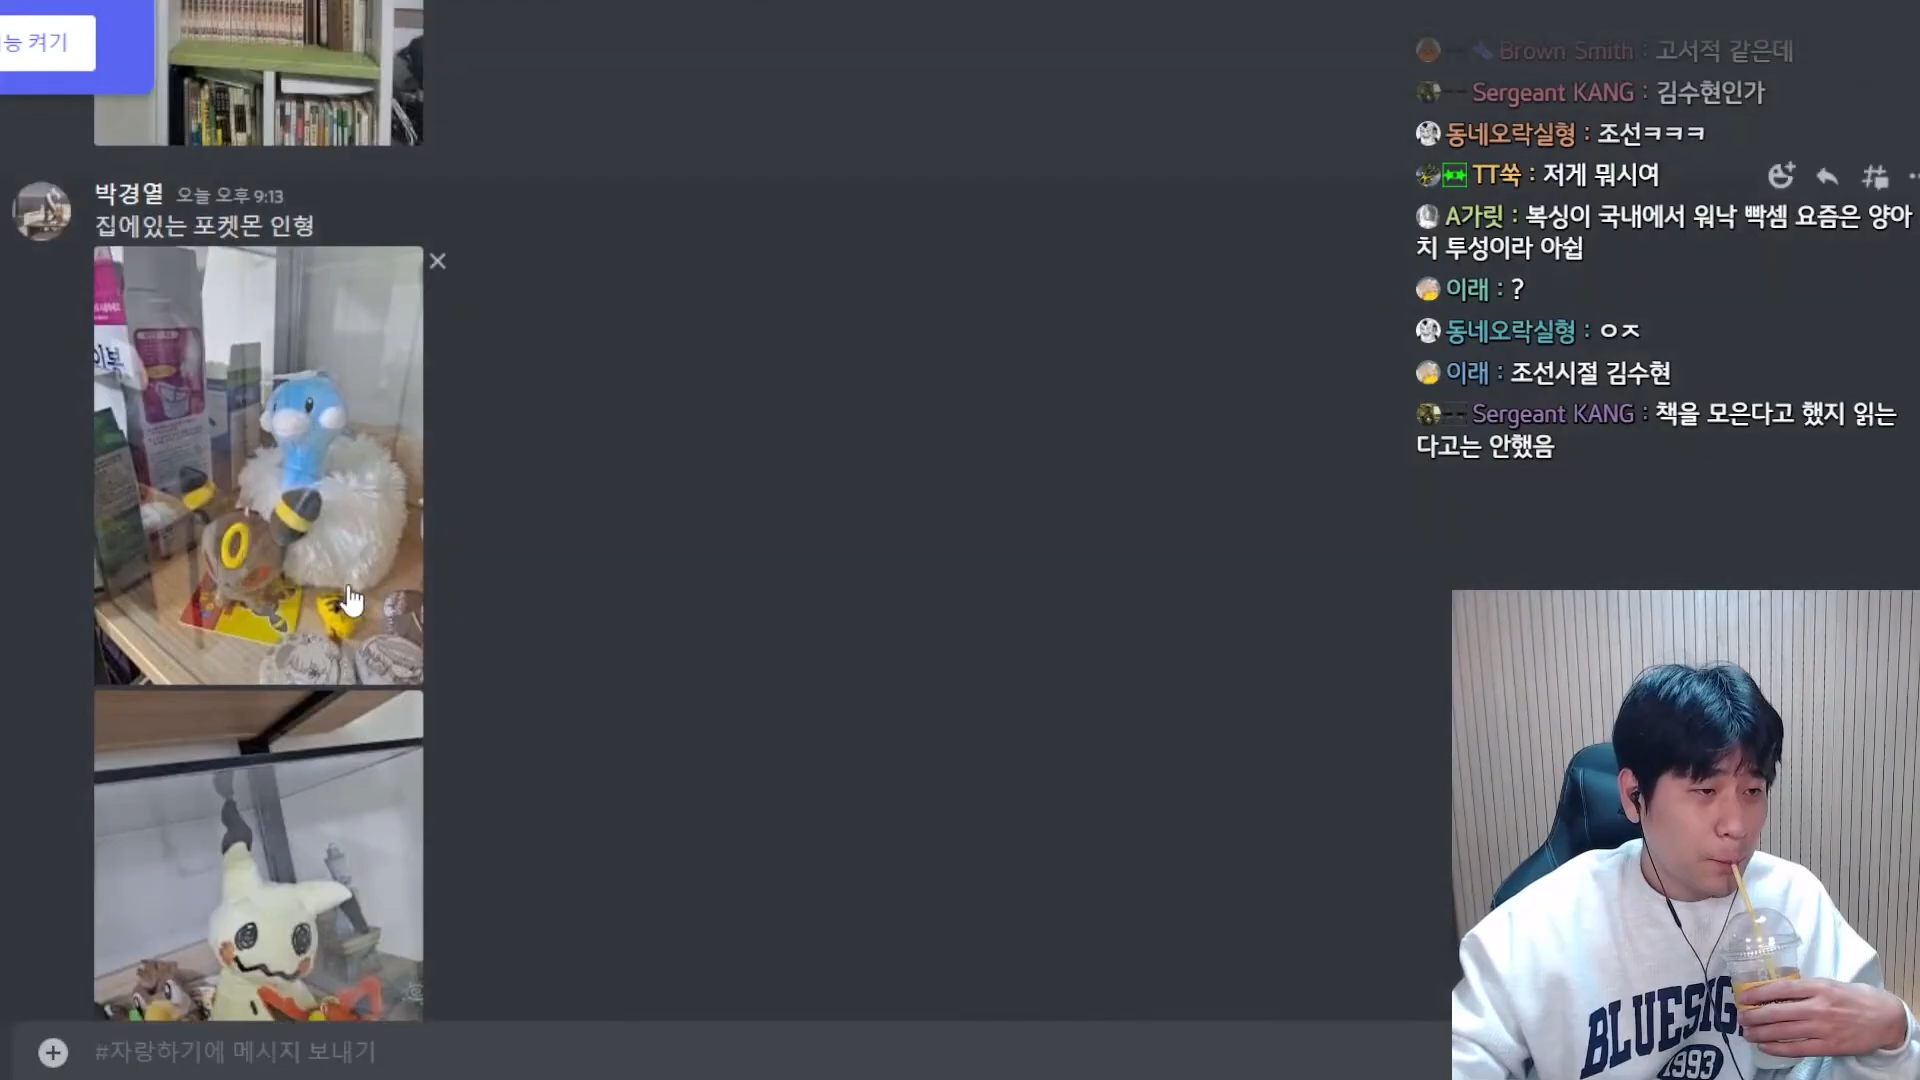 능 켜기
박경열 오늘 오후 9:13
집에있는 포켓몬 인형
이봉
#자랑하기에 메시지 보내기
Brown Smith : 고서적 같은데
Sergeant KANG : 김수현인가
동네오락실형 : 조선ㅋㅋㅋ
TT쑥 : 저게 뭐시여
A가릿 : 복싱이 국내에서 워낙 빡셈 요즘은 양아
치 투성이라 아쉽
이래 : ?
동네오락실형 : ㅇㅈ
이래 : 조선시절 김수현
Sergeant KANG : 책을 모은다고 했지 읽는
다고는 안했음
1993